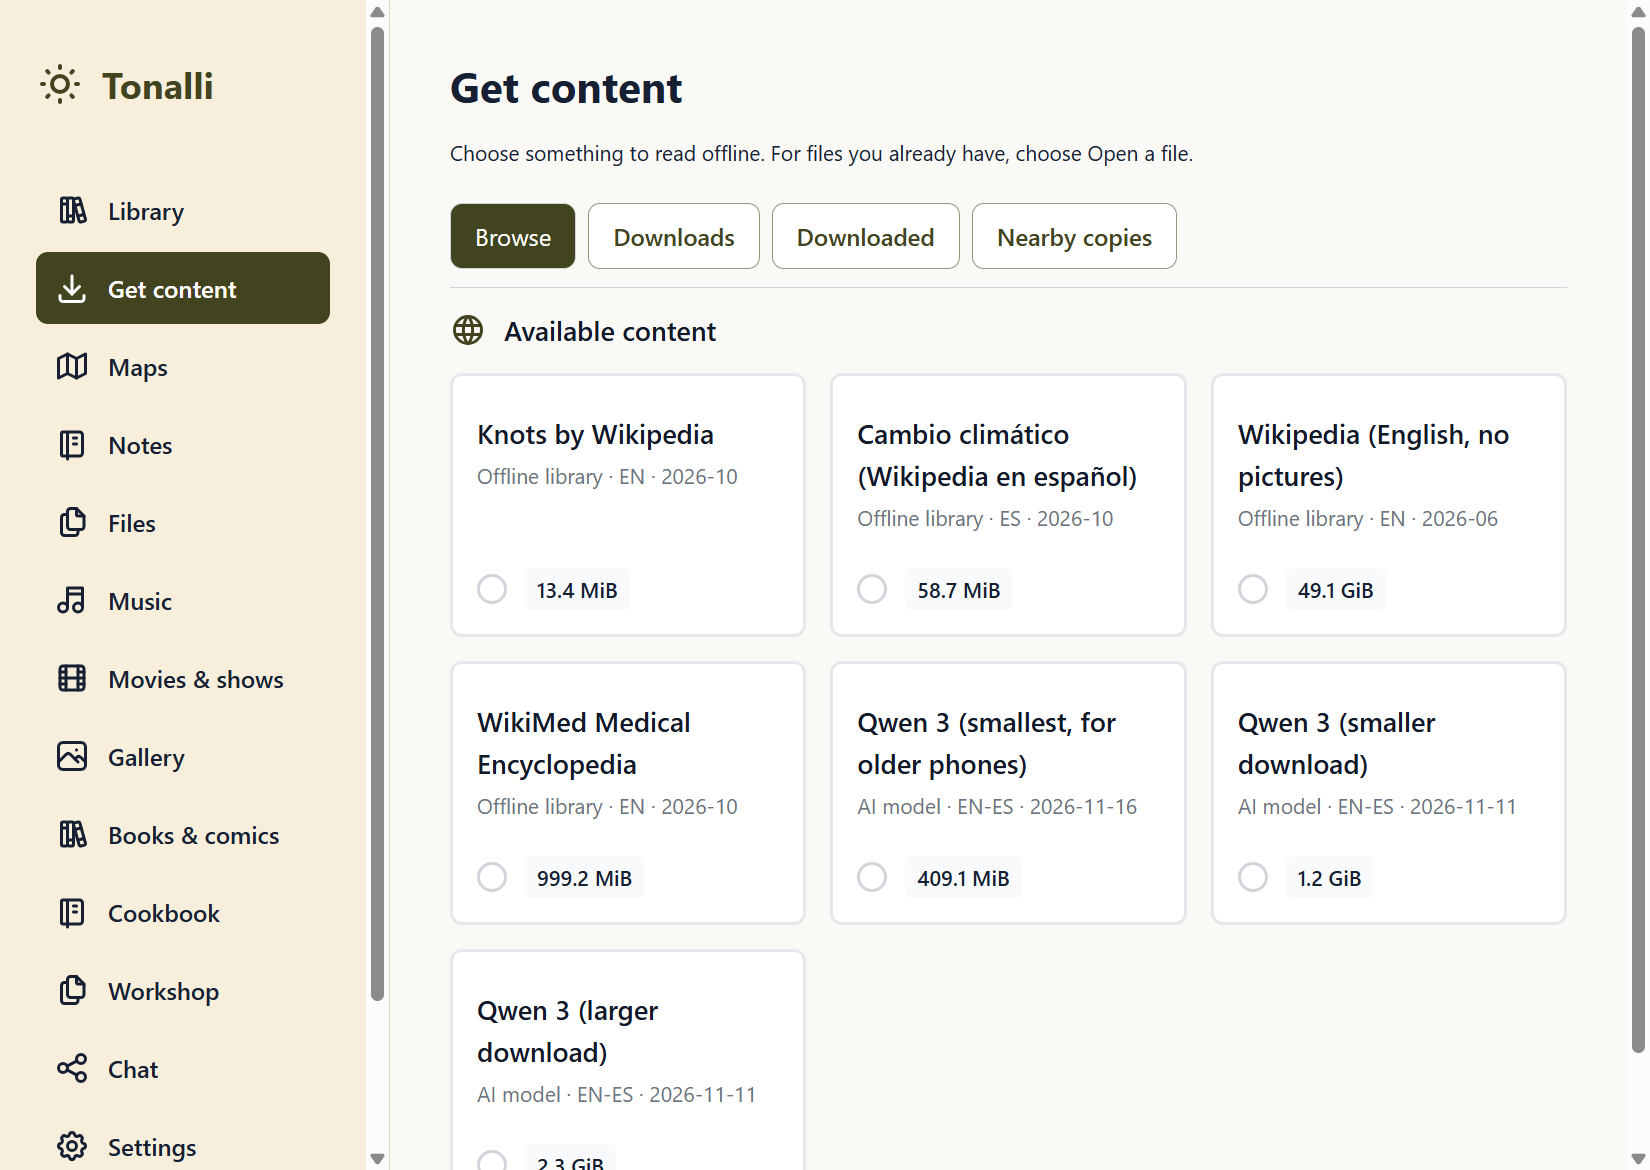 Tonalli
Library
Get content
Maps
Notes
Files
Music
Movies & shows
Gallery
Books & comics
Cookbook
Workshop
Chat
Settings
Get content
Choose something to read offline. For files you already have, choose Open a file.
Browse
Downloads
Downloaded
Nearby copies
Available content
Knots by Wikipedia
Offline library · EN · 2026-10
13.4 MiB
Cambio climático
(Wikipedia en español)
Offline library · ES · 2026-10
58.7 MiB
Wikipedia (English, no
pictures)
Offline library · EN · 2026-06
49.1 GiB
WikiMed Medical
Encyclopedia
Offline library · EN · 2026-10
999.2 MiB
Qwen 3 (smallest, for
older phones)
AI model · EN-ES · 2026-11-16
409.1 MiB
Qwen 3 (smaller
download)
AI model · EN-ES · 2026-11-11
1.2 GiB
Qwen 3 (larger
download)
AI model · EN-ES · 2026-11-11
2.3 GiB